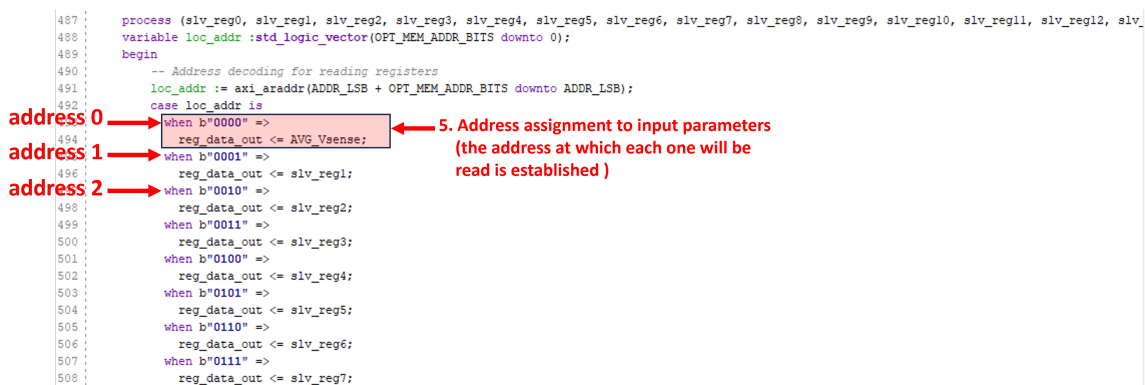 487 process (slv_reg0, slv_reg1, slv_reg2, slv_reg3, slv_reg4, slv_reg5, slv_reg6, slv_reg7, slv_reg8, slv_reg9, slv_reg10, slv_reg11, slv_reg12, slv_
488 variable loc_addr :std_logic_vector(OPT_MEM_ADDR_BITS downto 0);
489 begin
490 -- Address decoding for reading registers
491 loc_addr := axi_araddr(ADDR_LSB + OPT_MEM_ADDR_BITS downto ADDR_LSB);
492 case loc_addr is
address 0 when b"0000" =>
494 reg_data_out <= AVG_Vsense;
address 1 when b"0001" =>
496 reg_data_out <= slv_reg1;
address 2 when b"0010" =>
498 reg_data_out <= slv_reg2;
499 when b"0011" =>
500 reg_data_out <= slv_reg3;
501 when b"0100" =>
502 reg_data_out <= slv_reg4;
503 when b"0101" =>
504 reg_data_out <= slv_reg5;
505 when b"0110" =>
506 reg_data_out <= slv_reg6;
507 when b"0111" =>
508 reg_data_out <= slv_reg7;
5. Address assignment to input parameters
(the address at which each one will be
read is established )